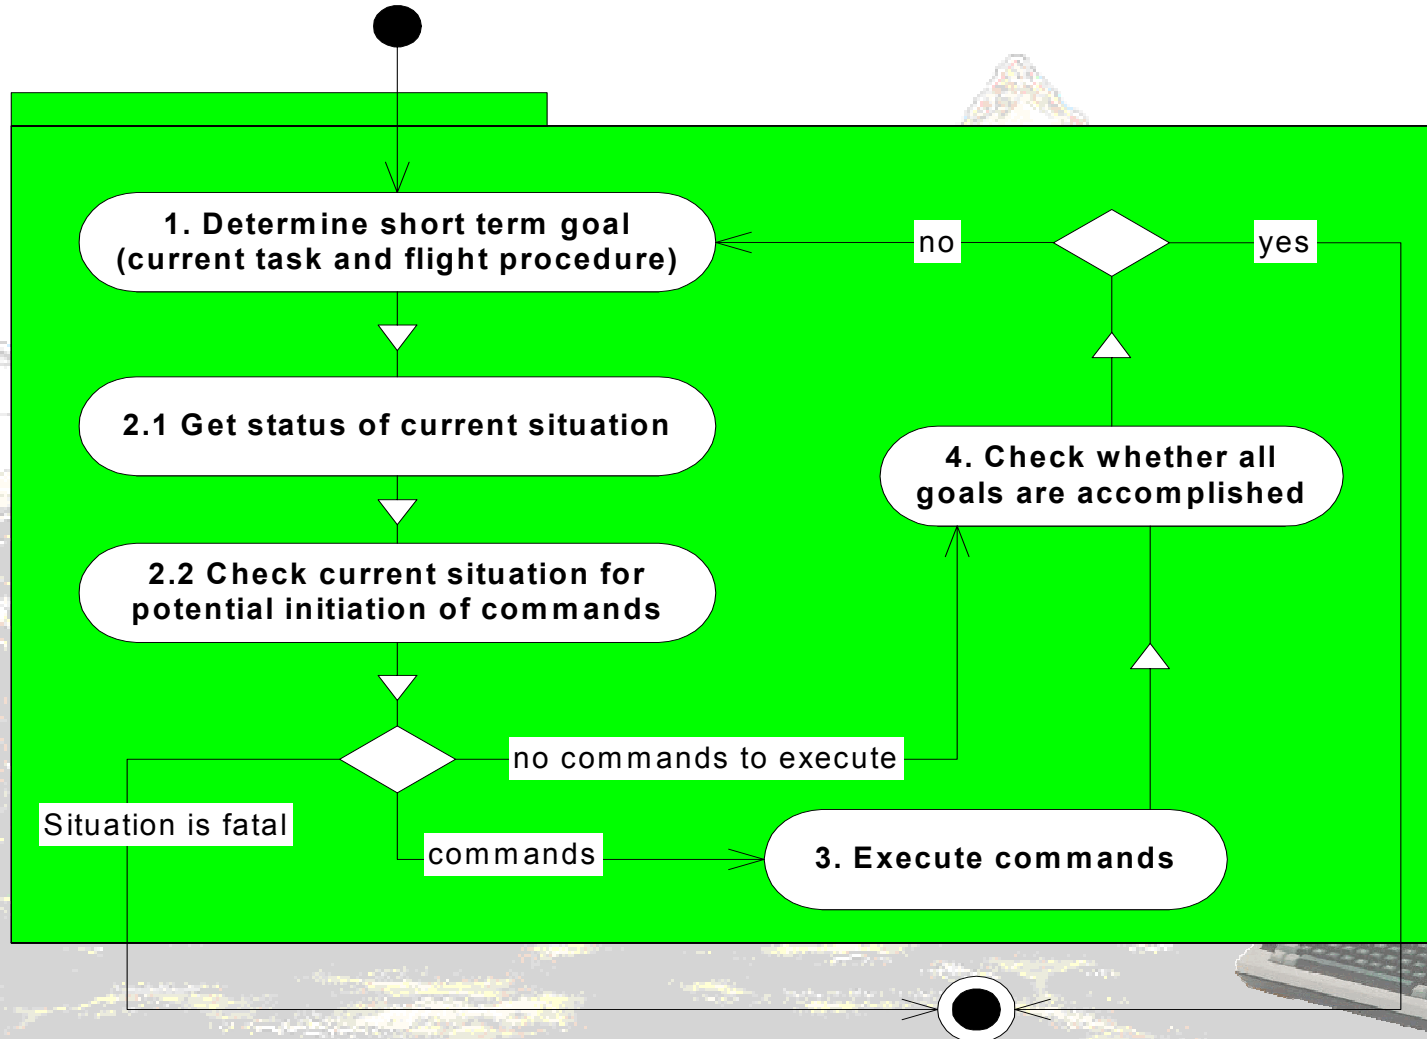 1. Determine short term goal
(current task and flight procedure)
no
yes
2.1 Get status of current situation
4. Check whether all
goals are accomplished
2.2 Check current situation for
potential initiation of commands
no commands to execute
Situation is fatal
commands
3. Execute commands